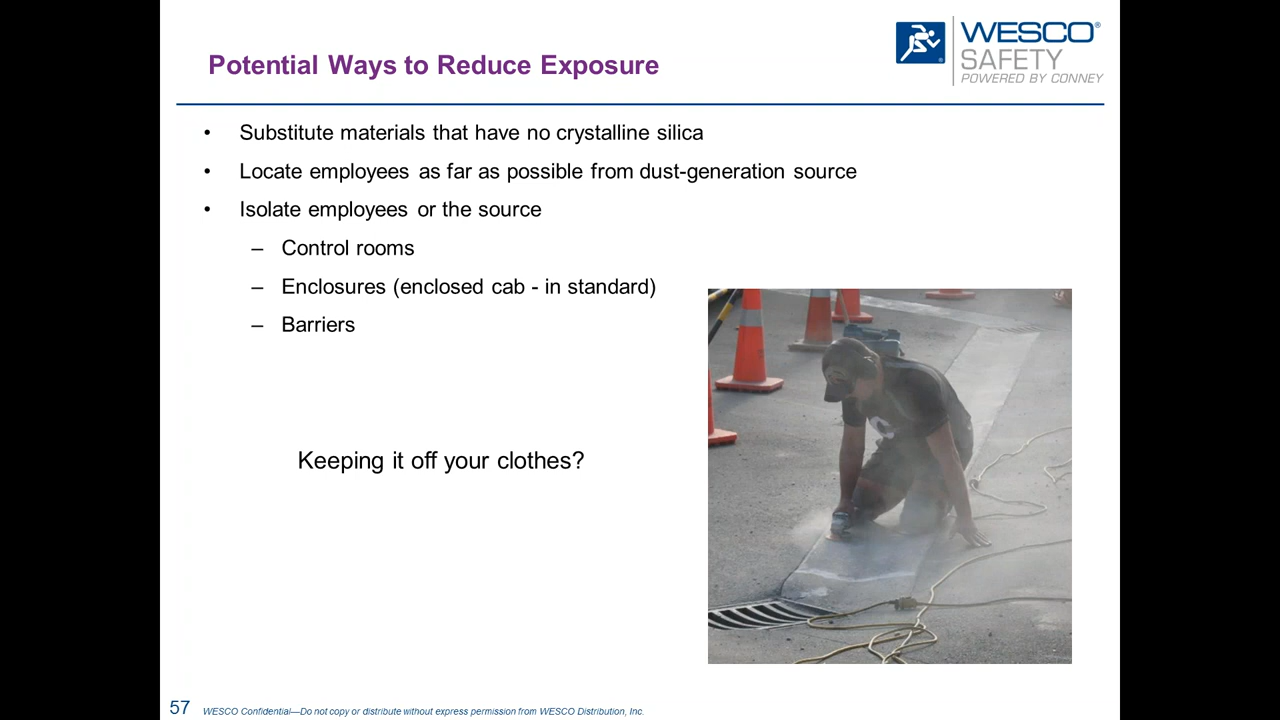 Potential Ways to Reduce Exposure
WESCO®
SAFETY
POWERED BY CONNEY
• Substitute materials that have no crystalline silica
• Locate employees as far as possible from dust-generation source
• Isolate employees or the source
– Control rooms
– Enclosures (enclosed cab - in standard)
– Barriers
Keeping it off your clothes?
57 WESCO Confidential—Do not copy or distribute without express permission from WESCO Distribution, Inc.